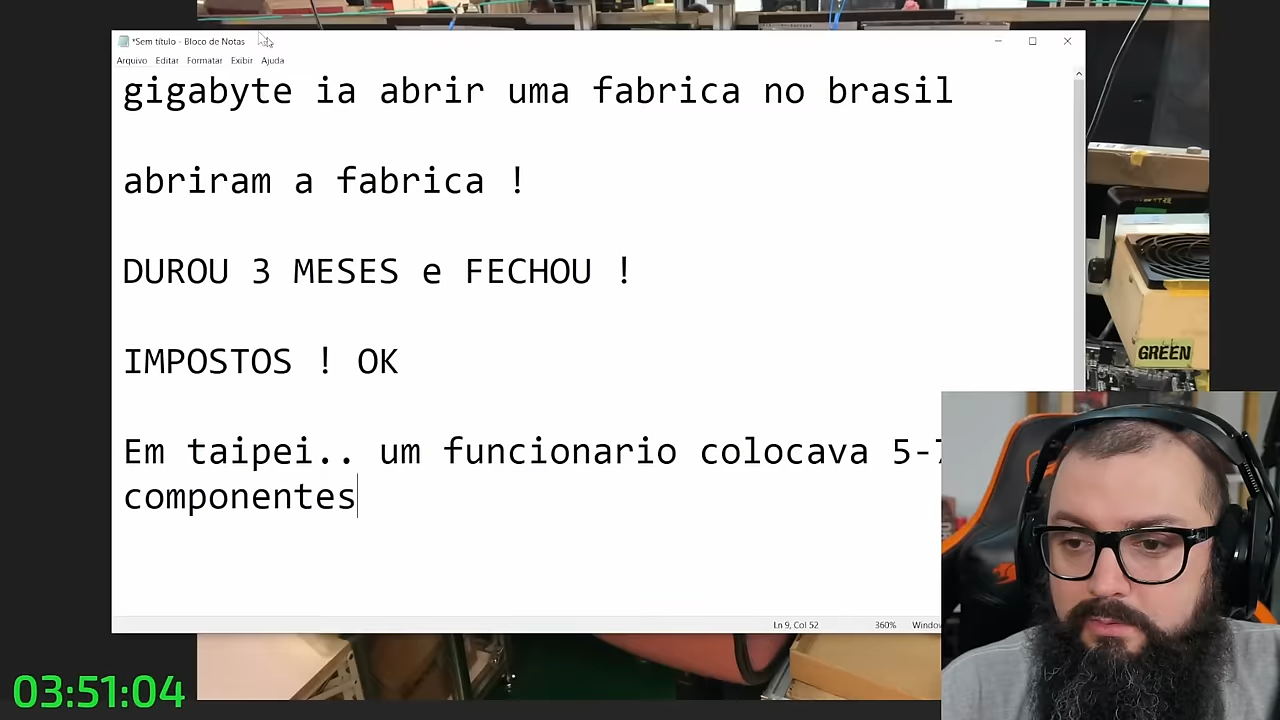 *Sem título - Bloco de Notas
Arquivo Editar Formatar Exibir Ajuda
gigabyte ia abrir uma fabrica no brasil
abriram a fabrica !
DUROU 3 MESES e FECHOU !
IMPOSTOS ! OK
Em taipei.. um funcionario colocava 5-7
componentes
GREEN
Ln 9, Col 52 360% Window
03:51:04